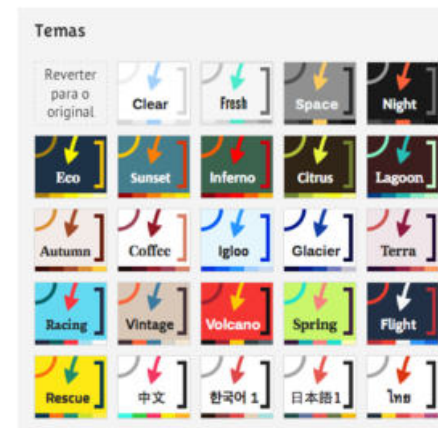 Temas
Reverter
para o
original
Clear
Fresh
Space
Night
Eco
Sunset
Inferno
Citrus
Lagoon
Autumn
Coffee
Igloo
Glacier
Terra
Racing
Vintage
Volcano
Spring
Flight
Rescue
中文
한국어 1
日本語1
ไทย